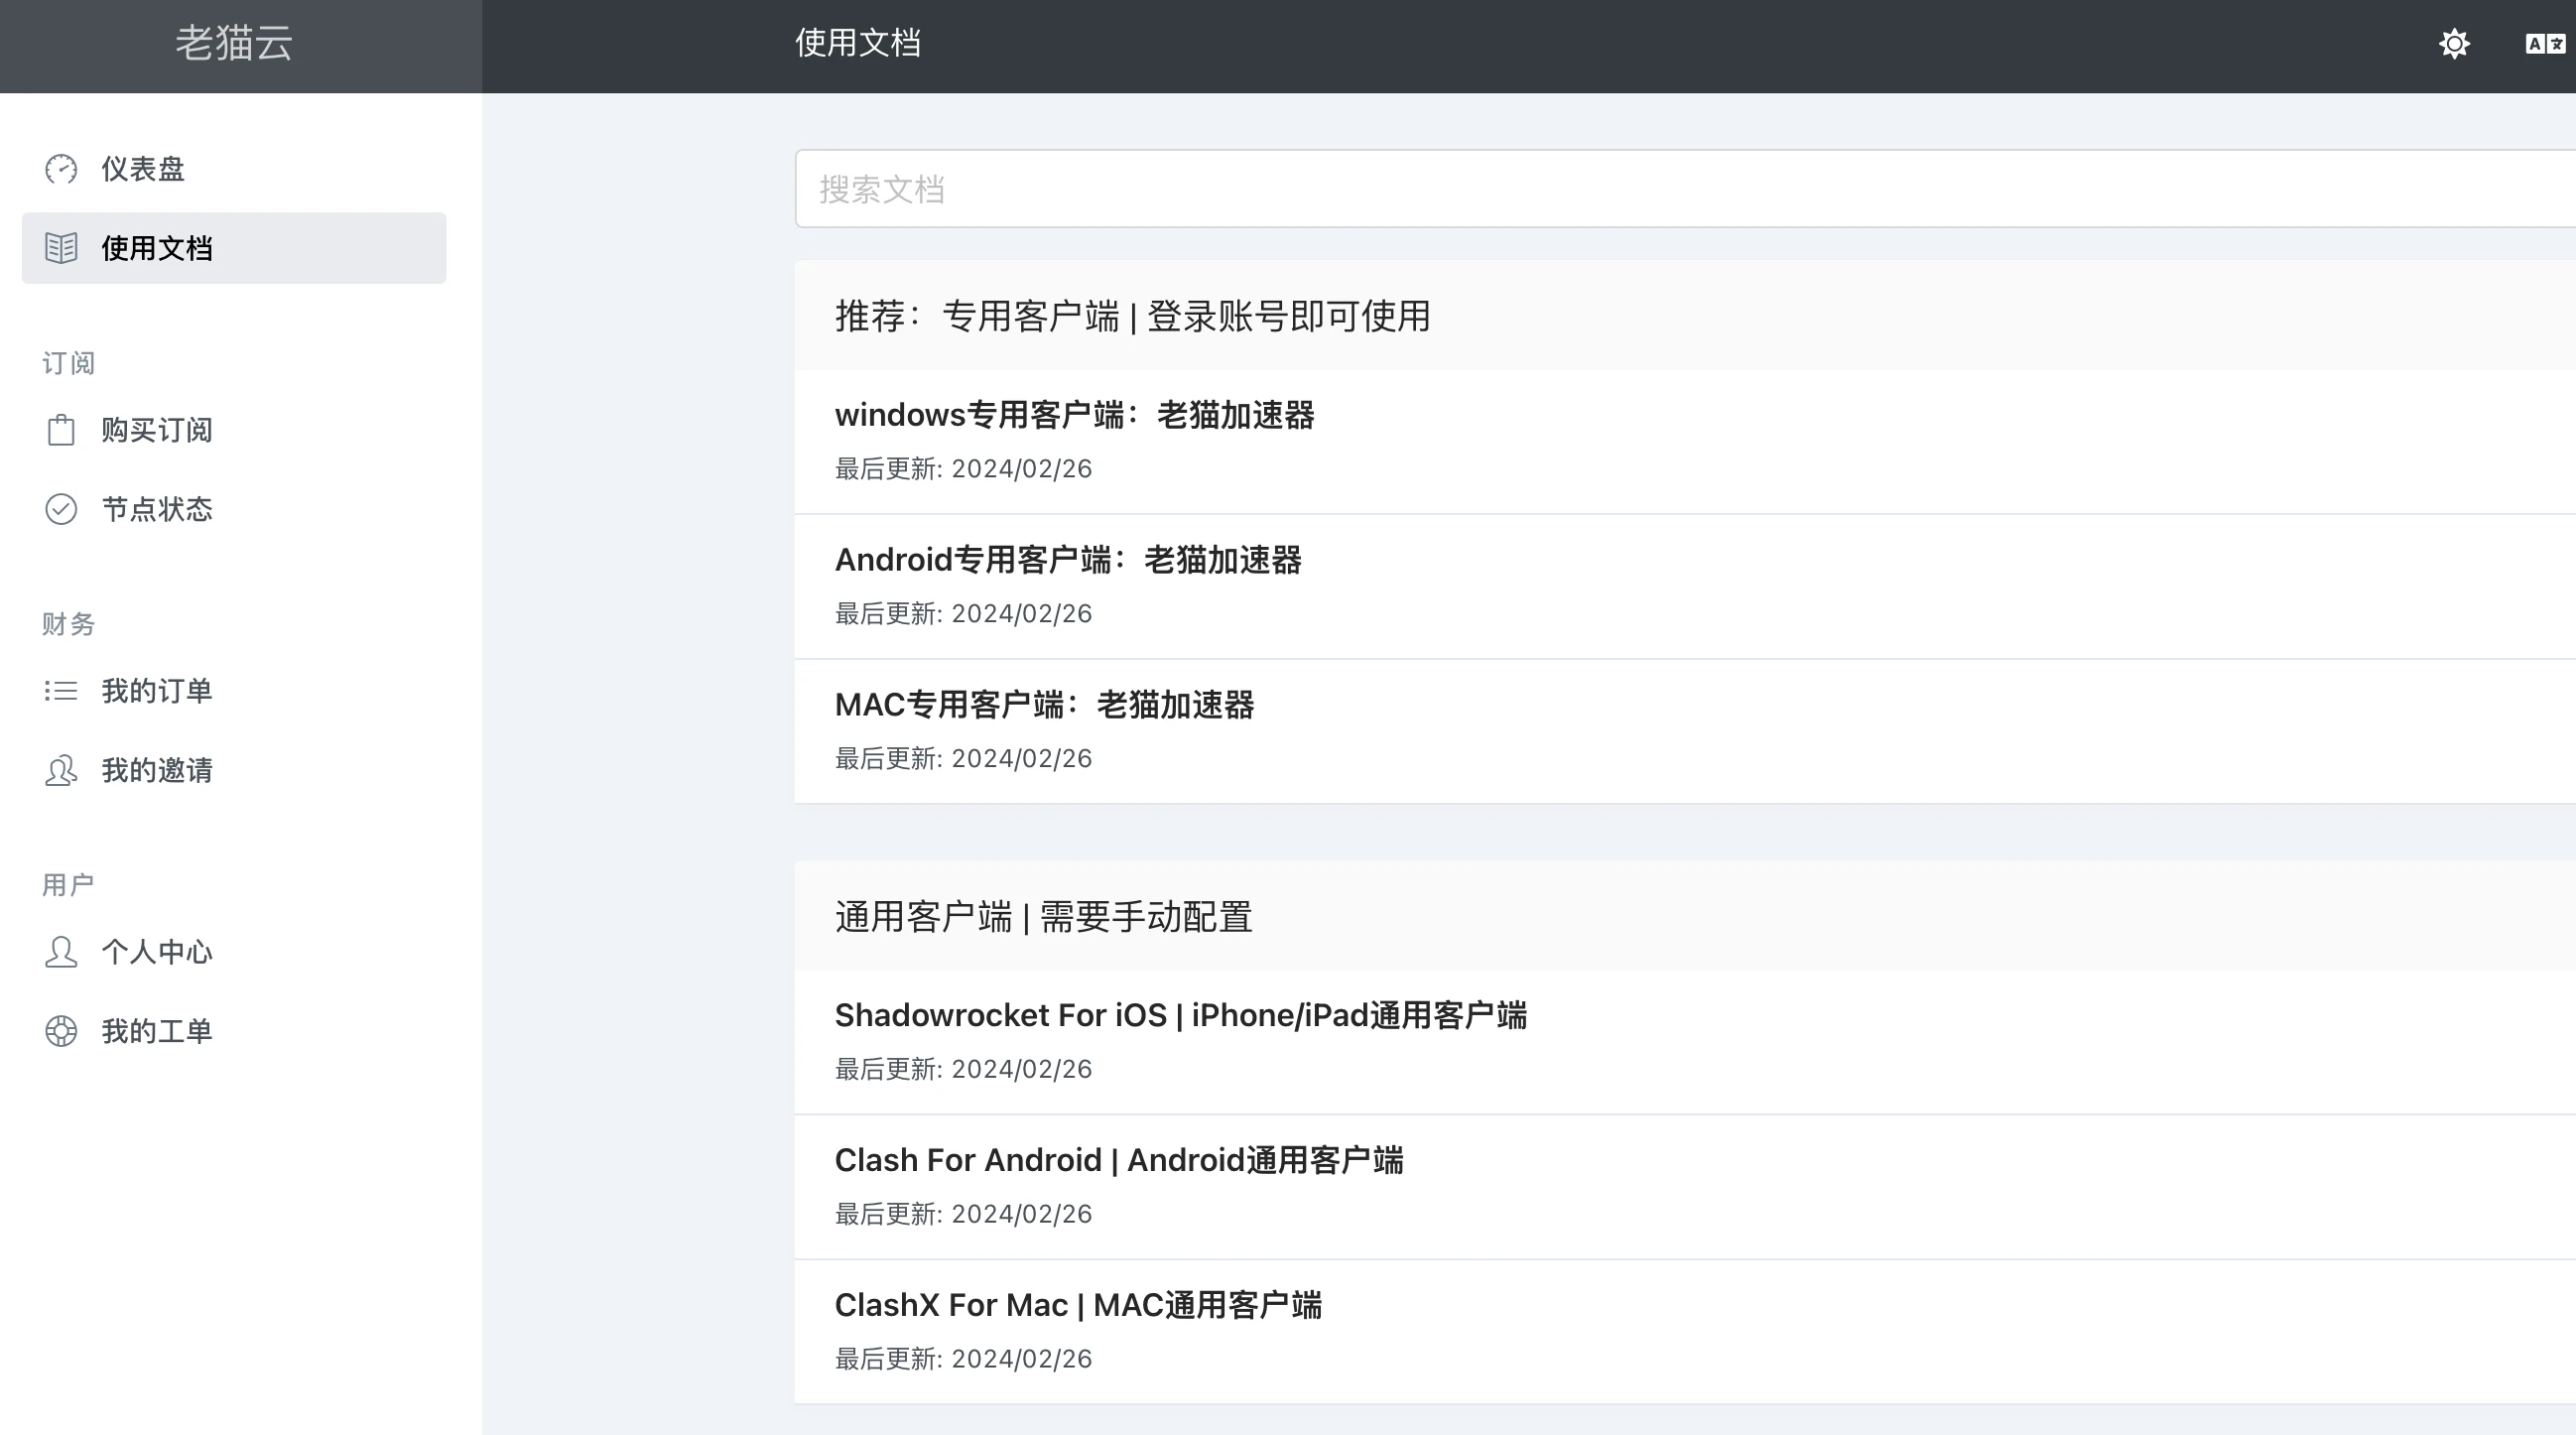 老猫云
使用文档
A文
仪表盘
使用文档
订阅
购买订阅
节点状态
财务
我的订单
我的邀请
用户
个人中心
我的工单
搜索文档
推荐：专用客户端 | 登录账号即可使用
windows专用客户端：老猫加速器
最后更新: 2024/02/26
Android专用客户端：老猫加速器
最后更新: 2024/02/26
MAC专用客户端：老猫加速器
最后更新: 2024/02/26
通用客户端 | 需要手动配置
Shadowrocket For iOS | iPhone/iPad通用客户端
最后更新: 2024/02/26
Clash For Android | Android通用客户端
最后更新: 2024/02/26
ClashX For Mac | MAC通用客户端
最后更新: 2024/02/26